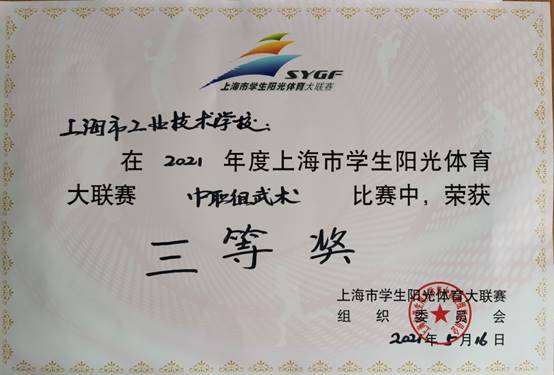 SYGF
上海市学生阳光体育大联赛
上海市工业技术学校：
在 2021 年度上海市学生阳光体育
大联赛 中职组武术 比赛中，荣获
三等奖
上海市学生阳光体育大联赛
组织委员会
2021年5月16日